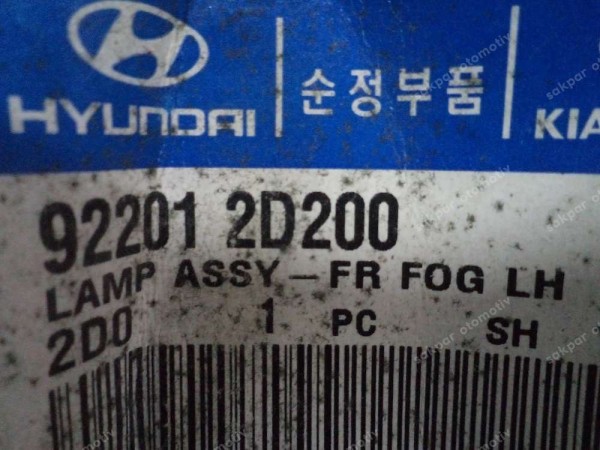 HYUNDAI 순정부품 KIA
92201 2D200
LAMP ASSY-FR FOG LH
2D0 1 PC SH
sakpar otomotiv